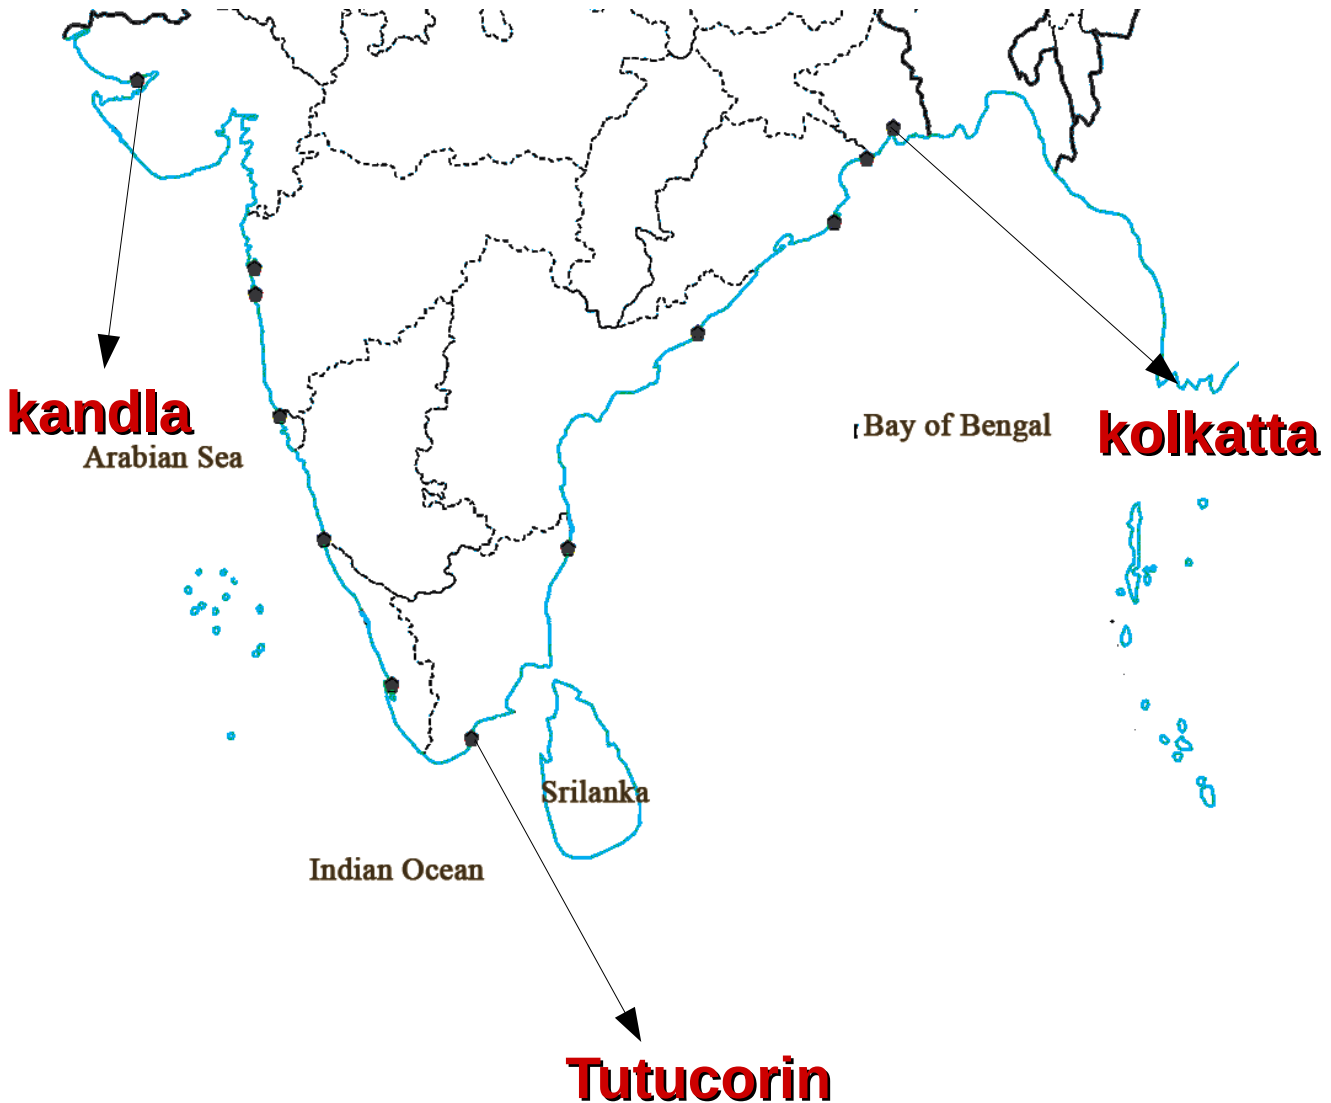 kandla
Arabian Sea
Bay of Bengal
kolkatta
Srilanka
Indian Ocean
Tutucorin